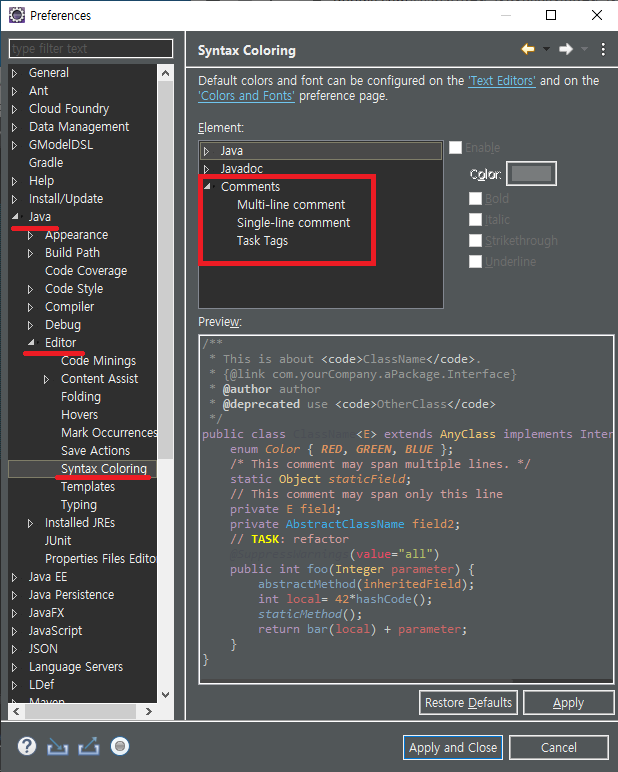 Preferences
type filter text
General
Ant
Cloud Foundry
Data Management
GModelDSL
Gradle
Help
Install/Update
Java
Appearance
Build Path
Code Coverage
Code Style
Compiler
Debug
Editor
Code Minings
Content Assist
Folding
Hovers
Mark Occurrences
Save Actions
Syntax Coloring
Templates
Typing
Installed JREs
JUnit
Properties Files Edito
Java EE
Java Persistence
JavaFX
JavaScript
JSON
Language Servers
LDef
Maven
Syntax Coloring
Default colors and font can be configured on the 'Text Editors' and on the
'Colors and Fonts' preference page.
Element:
Java
Javadoc
Comments
Multi-line comment
Single-line comment
Task Tags
Enable
Color:
Bold
Italic
Strikethrough
Underline
Preview:
/**
* This is about <code>ClassName</code>.
* {@link com.yourCompany.aPackage.Interface}
* @author author
* @deprecated use <code>OtherClass</code>
*/
public class ClassName<E> extends AnyClass implements Inter
enum Color { RED, GREEN, BLUE };
/* This comment may span multiple lines. */
static Object staticField;
// This comment may span only this line
private E field;
private AbstractClassName field2;
// TASK: refactor
@SuppressWarnings(value="all")
public int foo(Integer parameter) {
abstractMethod(inheritedField);
int local= 42*hashCode();
staticMethod();
return bar(local) + parameter;
}
}
Restore Defaults
Apply
?
Apply and Close
Cancel